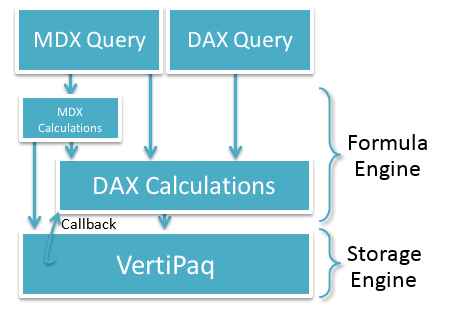 MDX Query
DAX Query
MDX
Calculations
Formula
Engine
DAX Calculations
Callback
VertiPaq
Storage
Engine